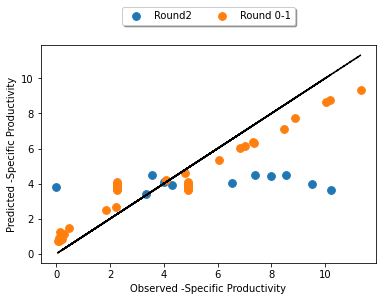 Round2 Round 0-1
10
8
6
4
2
0
Predicted -Specific Productivity
0 2 4 6 8 10
Observed -Specific Productivity